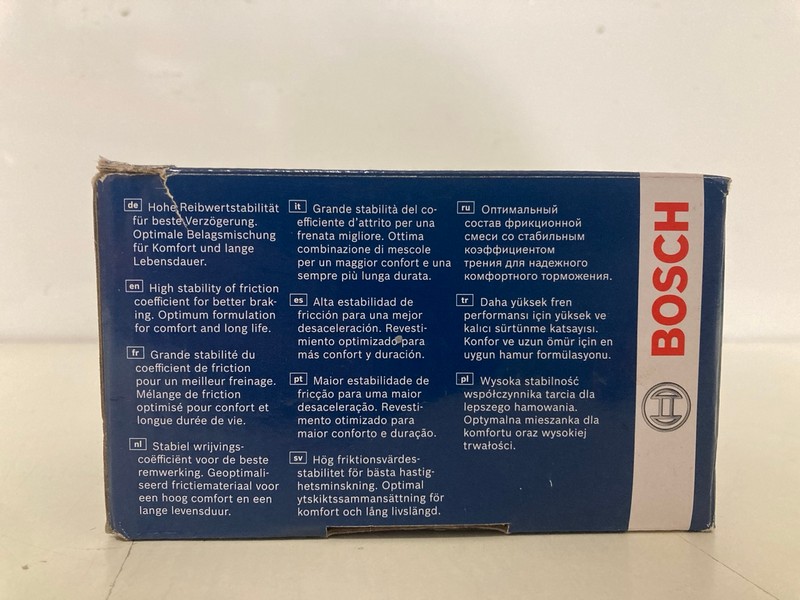 de Hohe Reibwertstabilität
für beste Verzögerung.
Optimale Belagsmischung
für Komfort und lange
Lebensdauer.
en High stability of friction
coefficient for better brak-
ing. Optimum formulation
for comfort and long life.
fr Grande stabilité du
coefficient de friction
pour un meilleur freinage.
Mélange de friction
optimisé pour confort et
longue durée de vie.
nl Stabiel wrijvings-
coëfficiënt voor de beste
remwerking. Geoptimali-
seerd frictiemateriaal voor
een hoog comfort en een
lange levensduur.
it Grande stabilità del co-
efficiente d'attrito per una
frenata migliore. Ottima
combinazione di mescole
per un maggior confort e una
sempre più lunga durata.
es Alta estabilidad de
fricción para una mejor
desaceleración. Revesti-
miento optimizado para
más confort y duración.
pt Maior estabilidade de
fricção para uma maior
desaceleração. Revesti-
mento otimizado para
maior conforto e duração.
sv Hög friktionsvärdes-
stabilitet för bästa hastig-
hetsminskning. Optimal
ytskiktssammansättning för
komfort och lång livslängd.
ru Оптимальный
состав фрикционной
смеси со стабильным
коэффициентом
трения для надежного
комфортного торможения.
tr Daha yüksek fren
performansı için yüksek ve
kalıcı sürtünme katsayısı.
Konfor ve uzun ömür için en
uygun hamur formülasyonu.
pl Wysoka stabilność
współczynnika tarcia dla
lepszego hamowania.
Optymalna mieszanka dla
komfortu oraz wysokiej
trwałości.
BOSCH